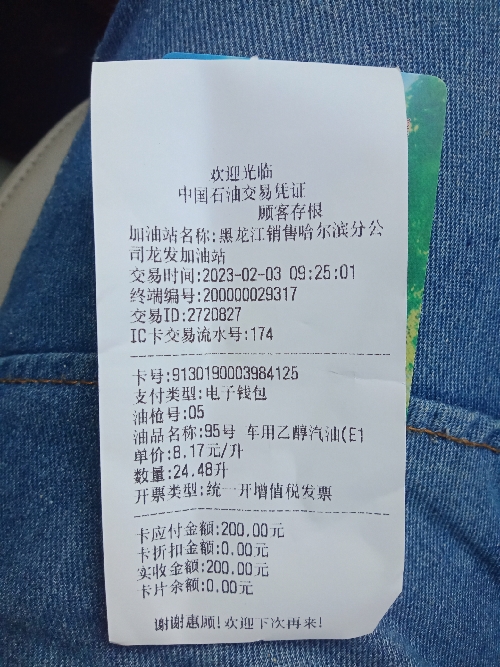 欢迎光临
中国石油交易凭证
顾客存根
加油站名称:黑龙江销售哈尔滨分公
司龙发加油站
交易时间:2023-02-03 09:25:01
终端编号:200000029317
交易ID:2720827
IC卡交易流水号:174
卡号:9130190003984125
支付类型:电子钱包
油枪号:05
油品名称:95号 车用乙醇汽油(E1
单价:8.17元/升
数量:24.48升
开票类型:统一开增值税发票
卡应付金额:200.00元
卡折扣金额:0.00元
实收金额:200.00元
卡片余额:0.00元
谢谢惠顾!欢迎下次再来!